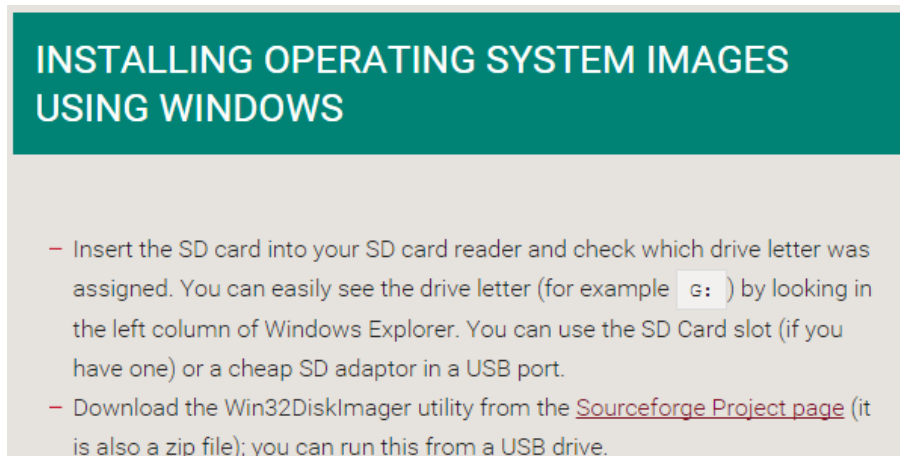 INSTALLING OPERATING SYSTEM IMAGES
USING WINDOWS
– Insert the SD card into your SD card reader and check which drive letter was
assigned. You can easily see the drive letter (for example G: ) by looking in
the left column of Windows Explorer. You can use the SD Card slot (if you
have one) or a cheap SD adaptor in a USB port.
– Download the Win32DiskImager utility from the Sourceforge Project page (it
is also a zip file); you can run this from a USB drive.